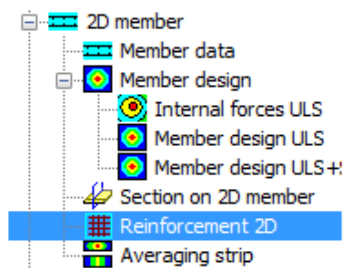 2D member
Member data
Member design
Internal forces ULS
Member design ULS
Member design ULS+
Section on 2D member
Reinforcement 2D
Averaging strip